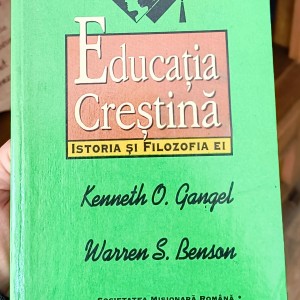 Educația
Creștină
ISTORIA ȘI FILOZOFIA EI
Kenneth O. Gangel
Warren S. Benson
SOCIETATEA MISIONARĂ ROMÂNĂ •